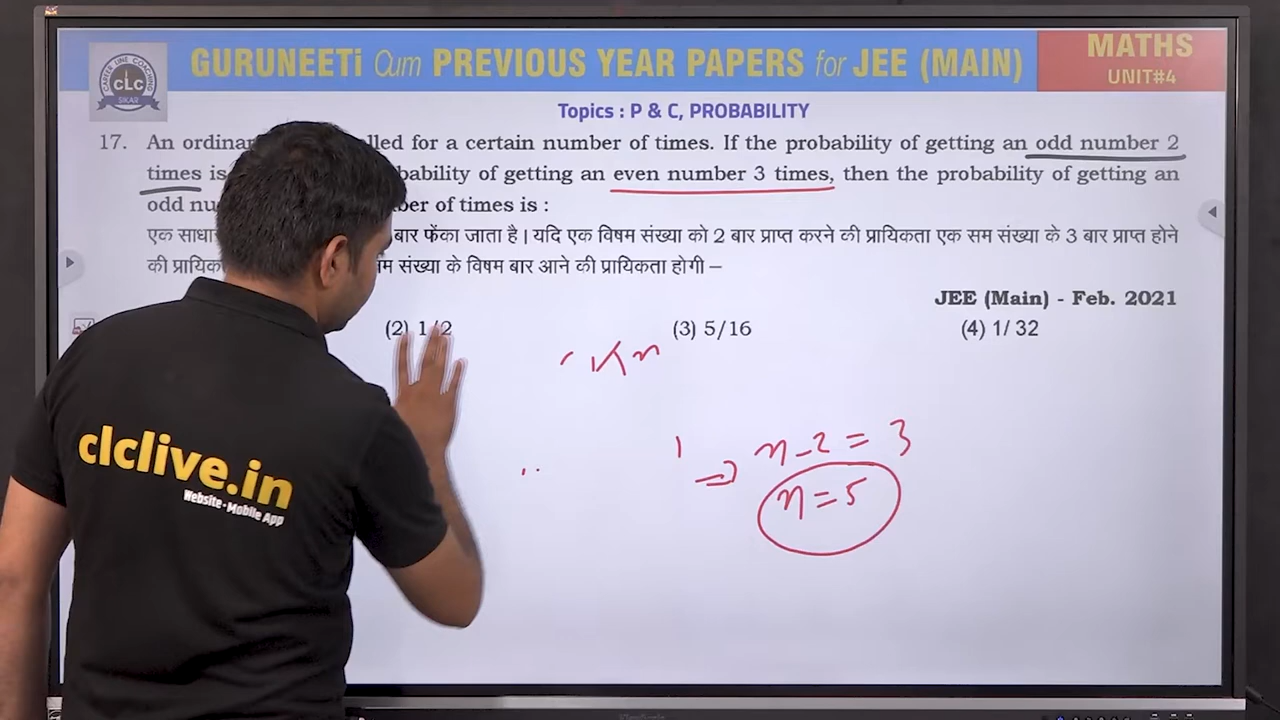 GURUNEETi Cum PREVIOUS YEAR PAPERS for JEE (MAIN)
MATHS
UNIT#4
CLC
SIKAR
Topics : P & C, PROBABILITY
17. An ordinar lled for a certain number of times. If the probability of getting an odd number 2
times is bability of getting an even number 3 times, then the probability of getting an
odd nu ber of times is :
एक साधा बार फेंका जाता है। यदि एक विषम संख्या को 2 बार प्राप्त करने की प्रायिकता एक सम संख्या के 3 बार प्राप्त होने
की प्रायिक म संख्या के विषम बार आने की प्रायिकता होगी –
JEE (Main) - Feb. 2021
(2) 1/2 (3) 5/16 (4) 1/ 32
⇒ n-2 = 3
n = 5
clclive.in
Website-Mobile App